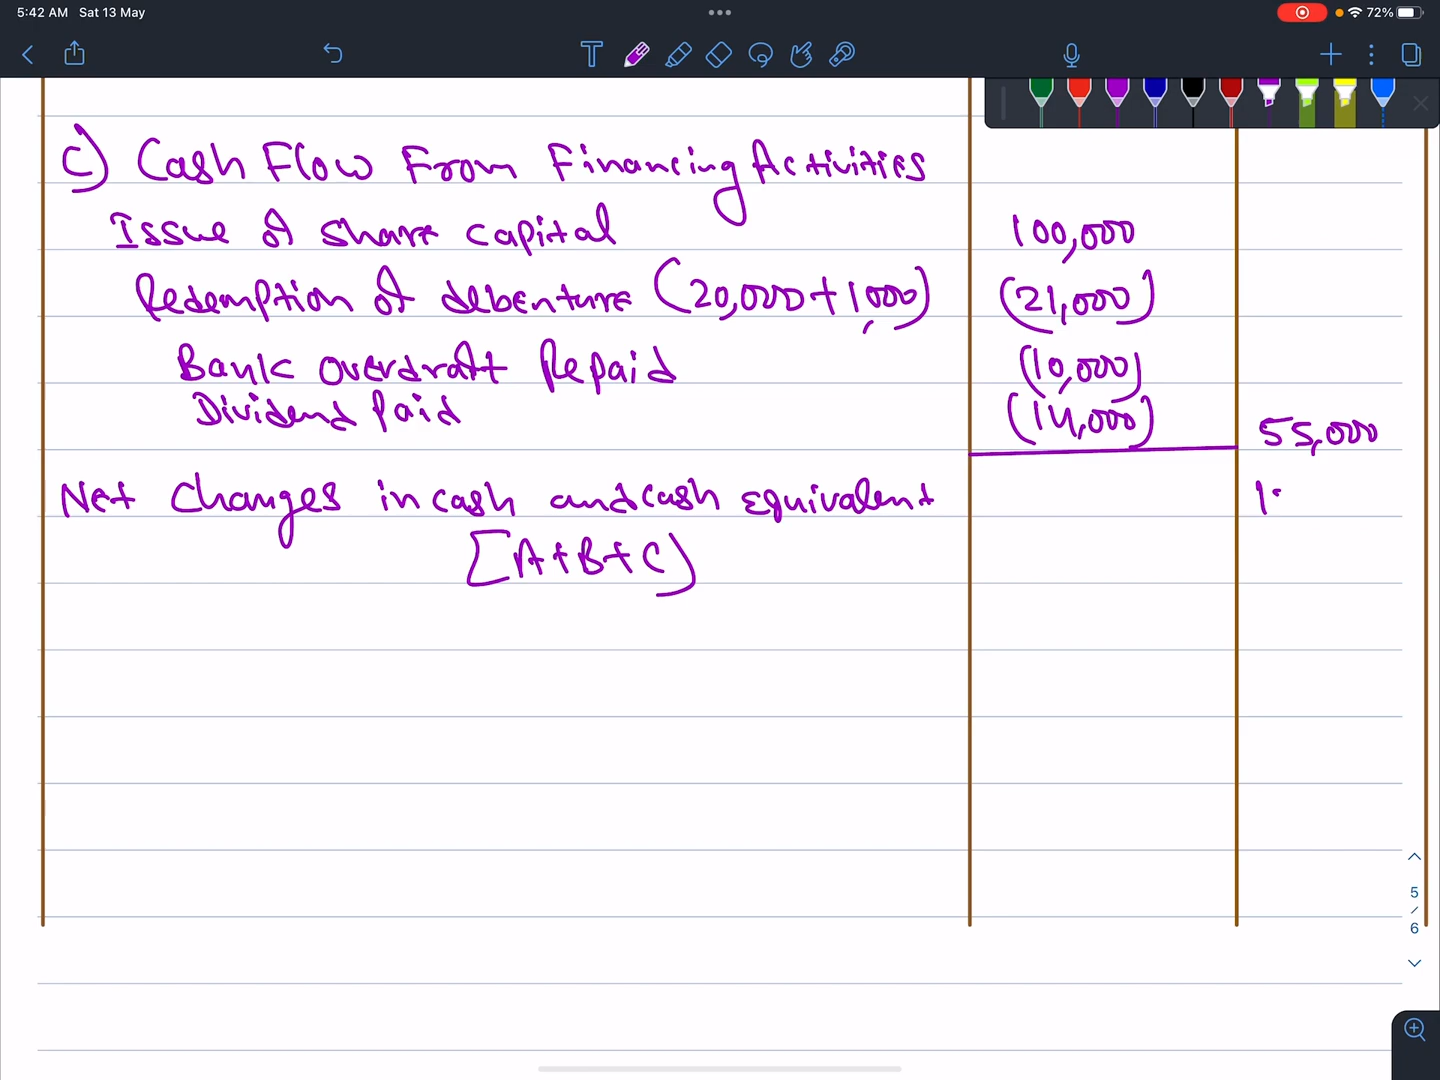 5:42 AM Sat 13 May
72%
C) Cash Flow From Financing Activities
Issue of share capital 100,000
Redemption of debenture (20,000+1,000) (21,000)
Bank overdraft Repaid (10,000)
Dividend Paid (14,000) 55,000
Net Changes in cash and cash Equivalent
[A+B+C)
5
6